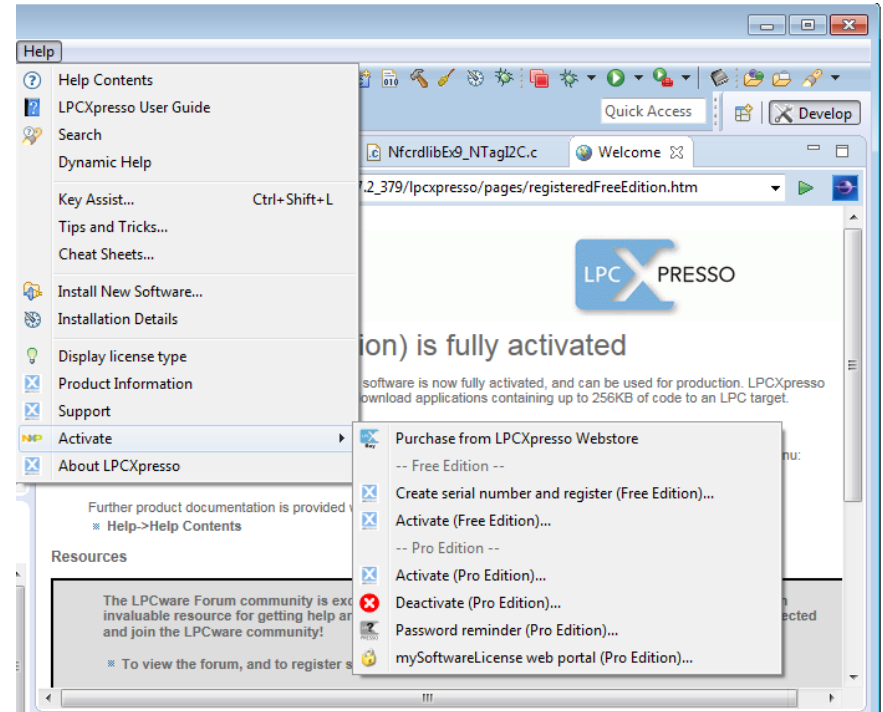 Help
Help Contents
LPCXpresso User Guide
Search
Dynamic Help
Key Assist... Ctrl+Shift+L
Tips and Tricks...
Cheat Sheets...
Install New Software...
Installation Details
Display license type
Product Information
Support
NXP Activate
About LPCXpresso
Quick Access
Develop
NfcrdlibEx9_NTagI2C.c
Welcome
7.2_379/lpcxpresso/pages/registeredFreeEdition.htm
LPC XPRESSO
ion) is fully activated
software is now fully activated, and can be used for production. LPCXpresso
ownload applications containing up to 256KB of code to an LPC target.
nu:
Purchase from LPCXpresso Webstore
-- Free Edition --
Create serial number and register (Free Edition)...
Activate (Free Edition)...
-- Pro Edition --
Activate (Pro Edition)...
Deactivate (Pro Edition)...
Password reminder (Pro Edition)...
mySoftwareLicense web portal (Pro Edition)...
Further product documentation is provided
Help->Help Contents
Resources
The LPCware Forum community is exc
invaluable resource for getting help ar
ected
and join the LPCware community!
To view the forum, and to register s